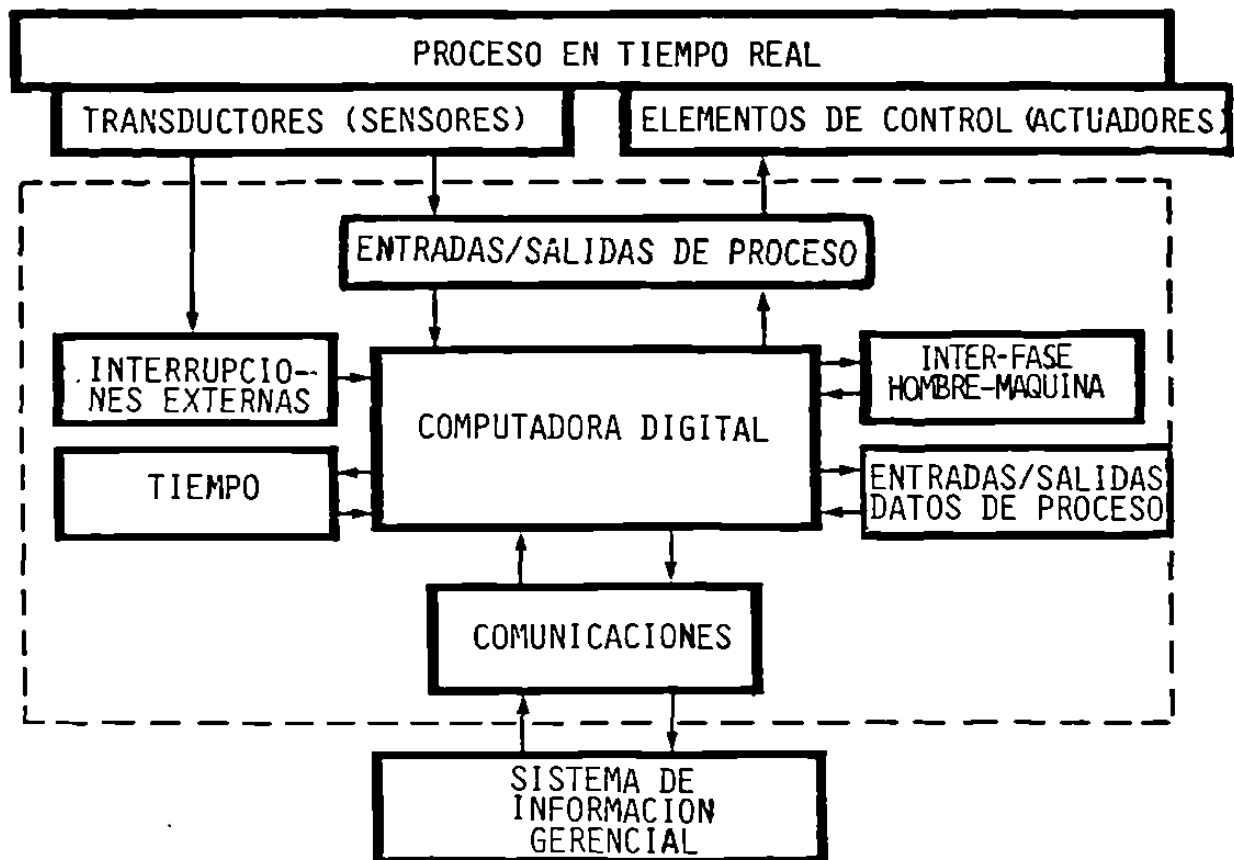 PROCESO EN TIEMPO REAL
TRANSDUCTORES (SENSORES)
ELEMENTOS DE CONTROL (ACTUADORES)
ENTRADAS/SALIDAS DE PROCESO
INTERRUPCIO-
NES EXTERNAS
INTER-FASE
HOMBRE-MAQUINA
COMPUTADORA DIGITAL
TIEMPO
ENTRADAS/SALIDAS
DATOS DE PROCESO
COMUNICACIONES
SISTEMA DE
INFORMACION
GERENCIAL